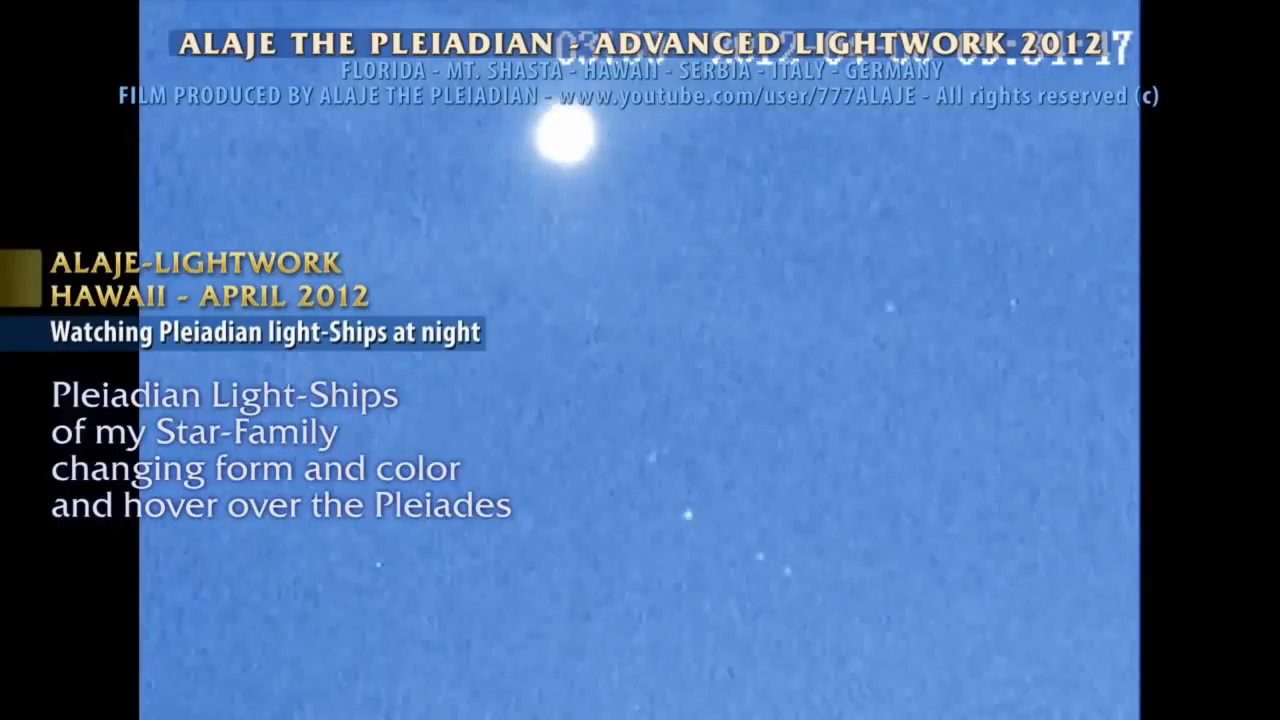 ALAJE THE PLEIADIAN - ADVANCED LIGHTWORK 2012
FLORIDA - MT. SHASTA - HAWAII - SERBIA - ITALY - GERMANY
FILM PRODUCED BY ALAJE THE PLEIADIAN - www.youtube.com/user/777ALAJE - All rights reserved (c)
ALAJE-LIGHTWORK
HAWAII - APRIL 2012
Watching Pleiadian light-Ships at night
Pleiadian Light-Ships
of my Star-Family
changing form and color
and hover over the Pleiades